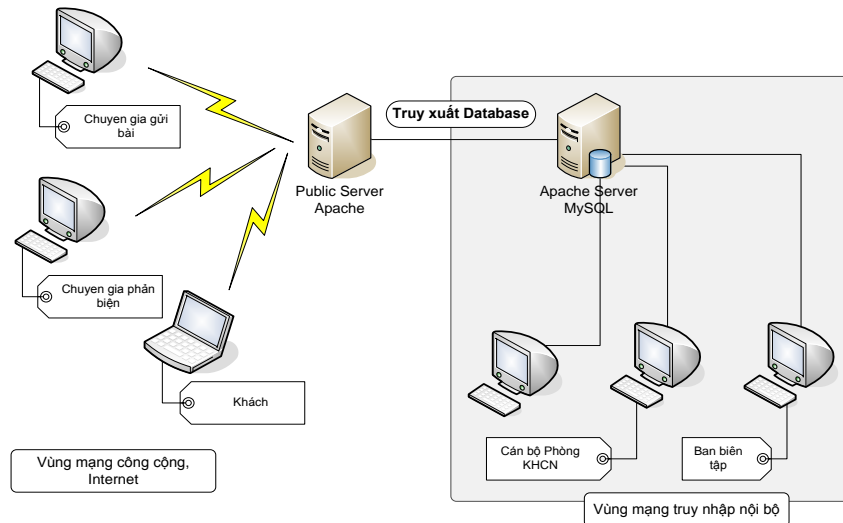 Chuyen gia gửi
bài
Chuyen gia phản
biện
Khách
Vùng mạng công cộng,
Internet
Public Server
Apache
Truy xuất Database
Apache Server
MySQL
Cán bộ Phòng
KHCN
Ban biên
tập
Vùng mạng truy nhập nội bộ